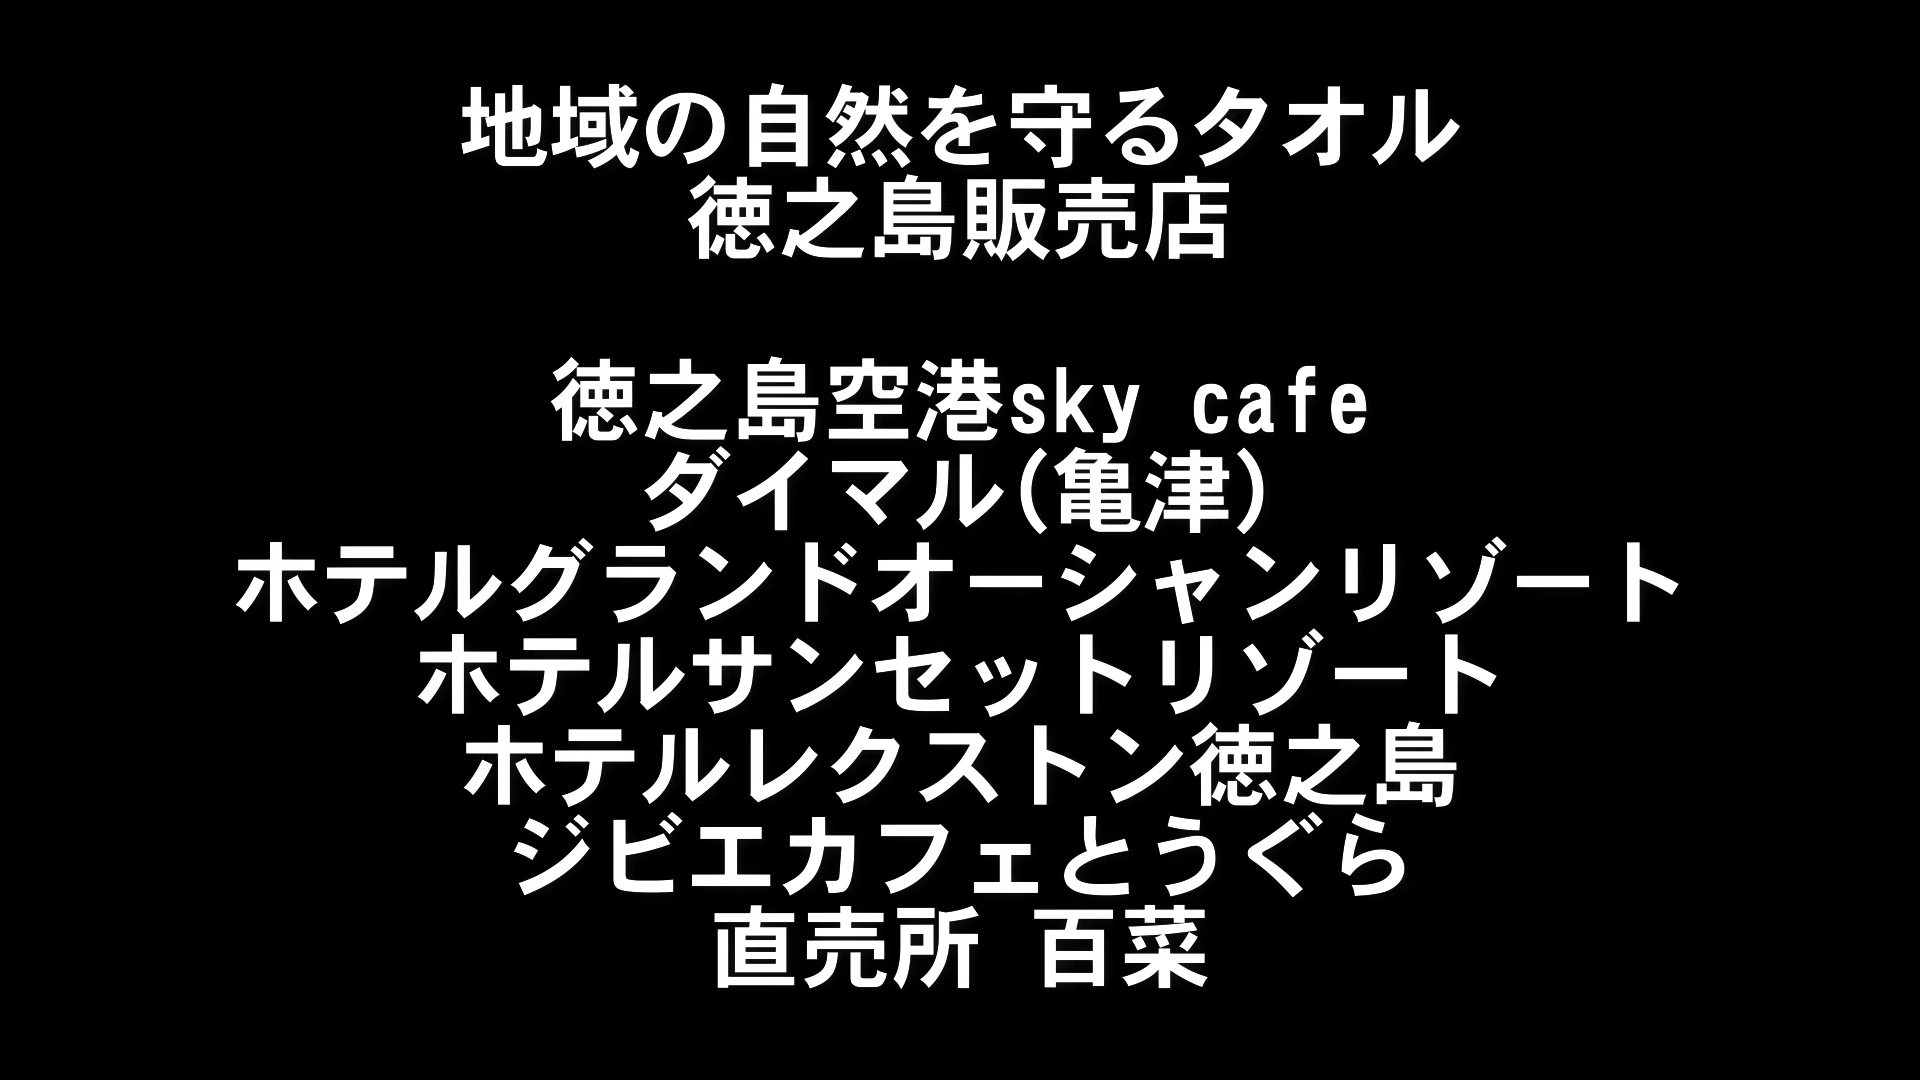 地域の自然を守るタオル
徳之島販売店
徳之島空港sky cafe
ダイマル(亀津)
ホテルグランドオーシャンリゾート
ホテルサンセットリゾート
ホテルレクストン徳之島
ジビエカフェとうぐら
直売所 百菜